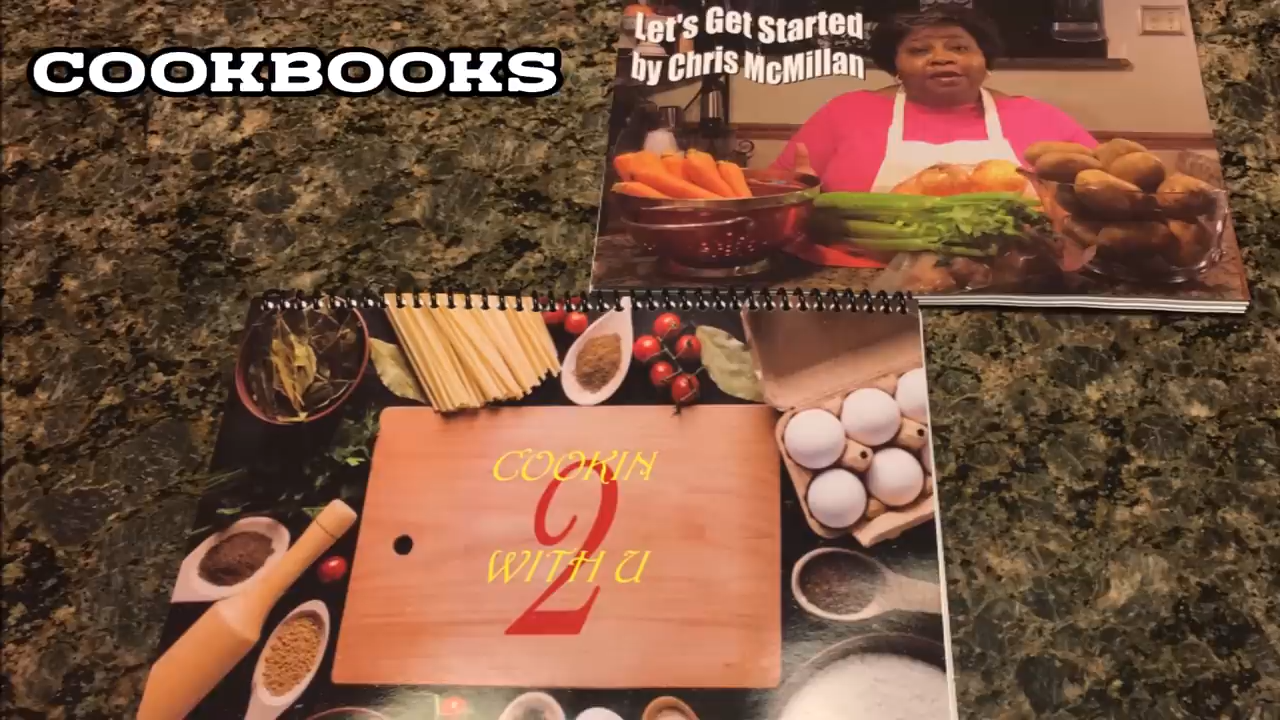 COOKBOOKS
Let's Get Started
by Chris McMillan
COOKIN
2
WITH U